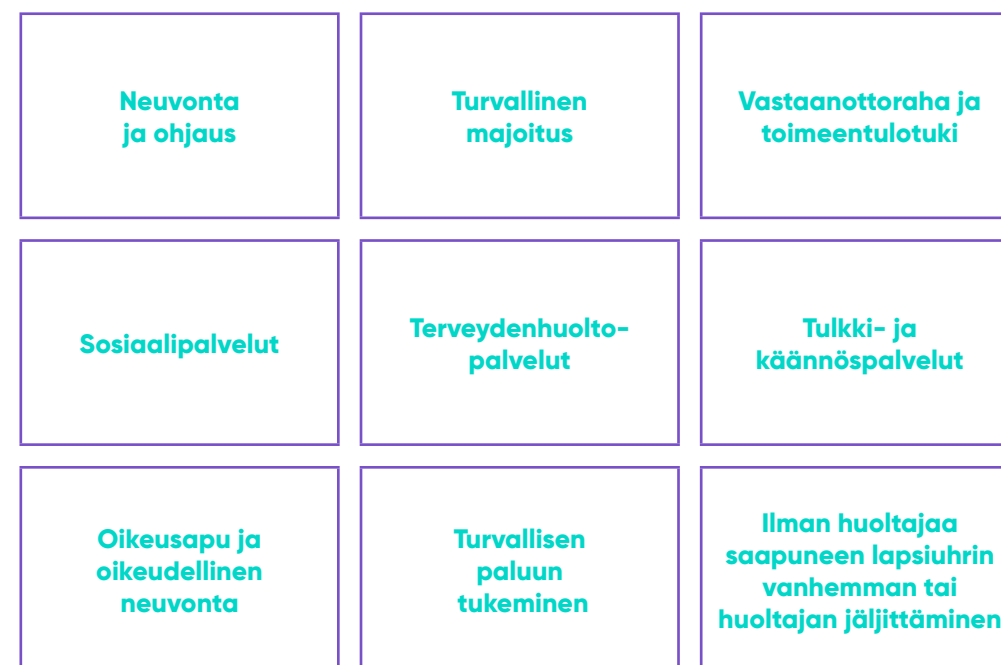 Neuvonta
ja ohjaus
Turvallinen
majoitus
Vastaanottoraha ja
toimeentulotuki
Sosiaalipalvelut
Terveydenhuolto-
palvelut
Tulkki- ja
käännöspalvelut
Oikeusapu ja
oikeudellinen
neuvonta
Turvallisen
paluun
tukeminen
Ilman huoltajaa
saapuneen lapsiuhrin
vanhemman tai
huoltajan jäljittäminen